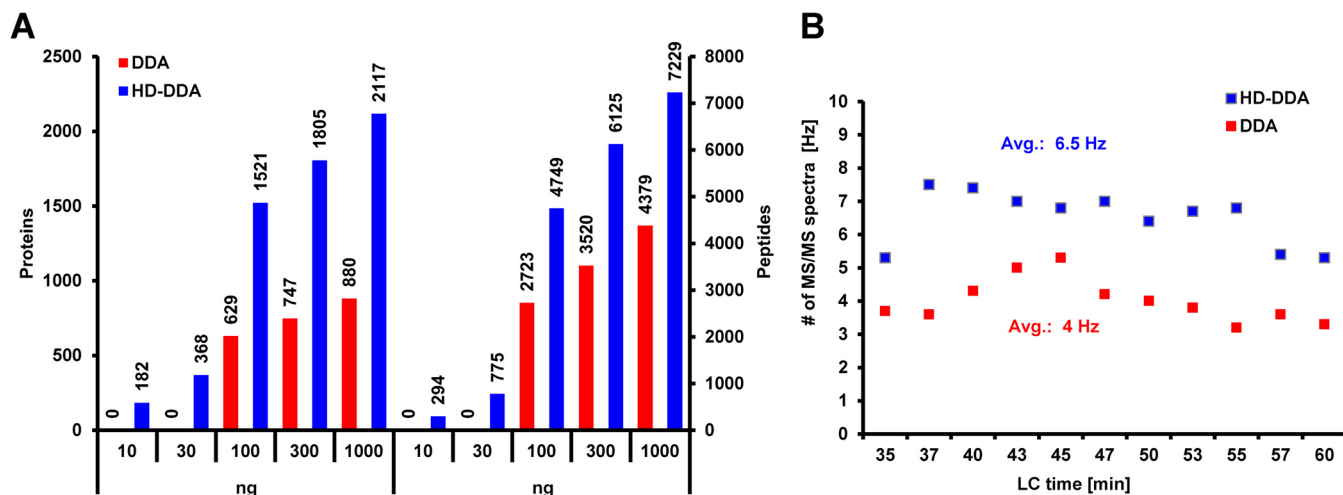 A
DDA
HD-DDA
Proteins
2500
2000
1500
1000
500
0
0 182 0 368 629 1521 747 1805 880 2117
0 294 0 775 2723 4749 3520 6125 4379 7229
8000
7000
6000
5000
4000
3000
2000
1000
0
Peptides
10 30 100 300 1000 10 30 100 300 1000
ng ng
B
HD-DDA
DDA
# of MS/MS spectra [Hz]
10
9
8
7
6
5
4
3
2
1
0
Avg.: 6.5 Hz
Avg.: 4 Hz
35 37 40 43 45 47 50 53 55 57 60
LC time [min]